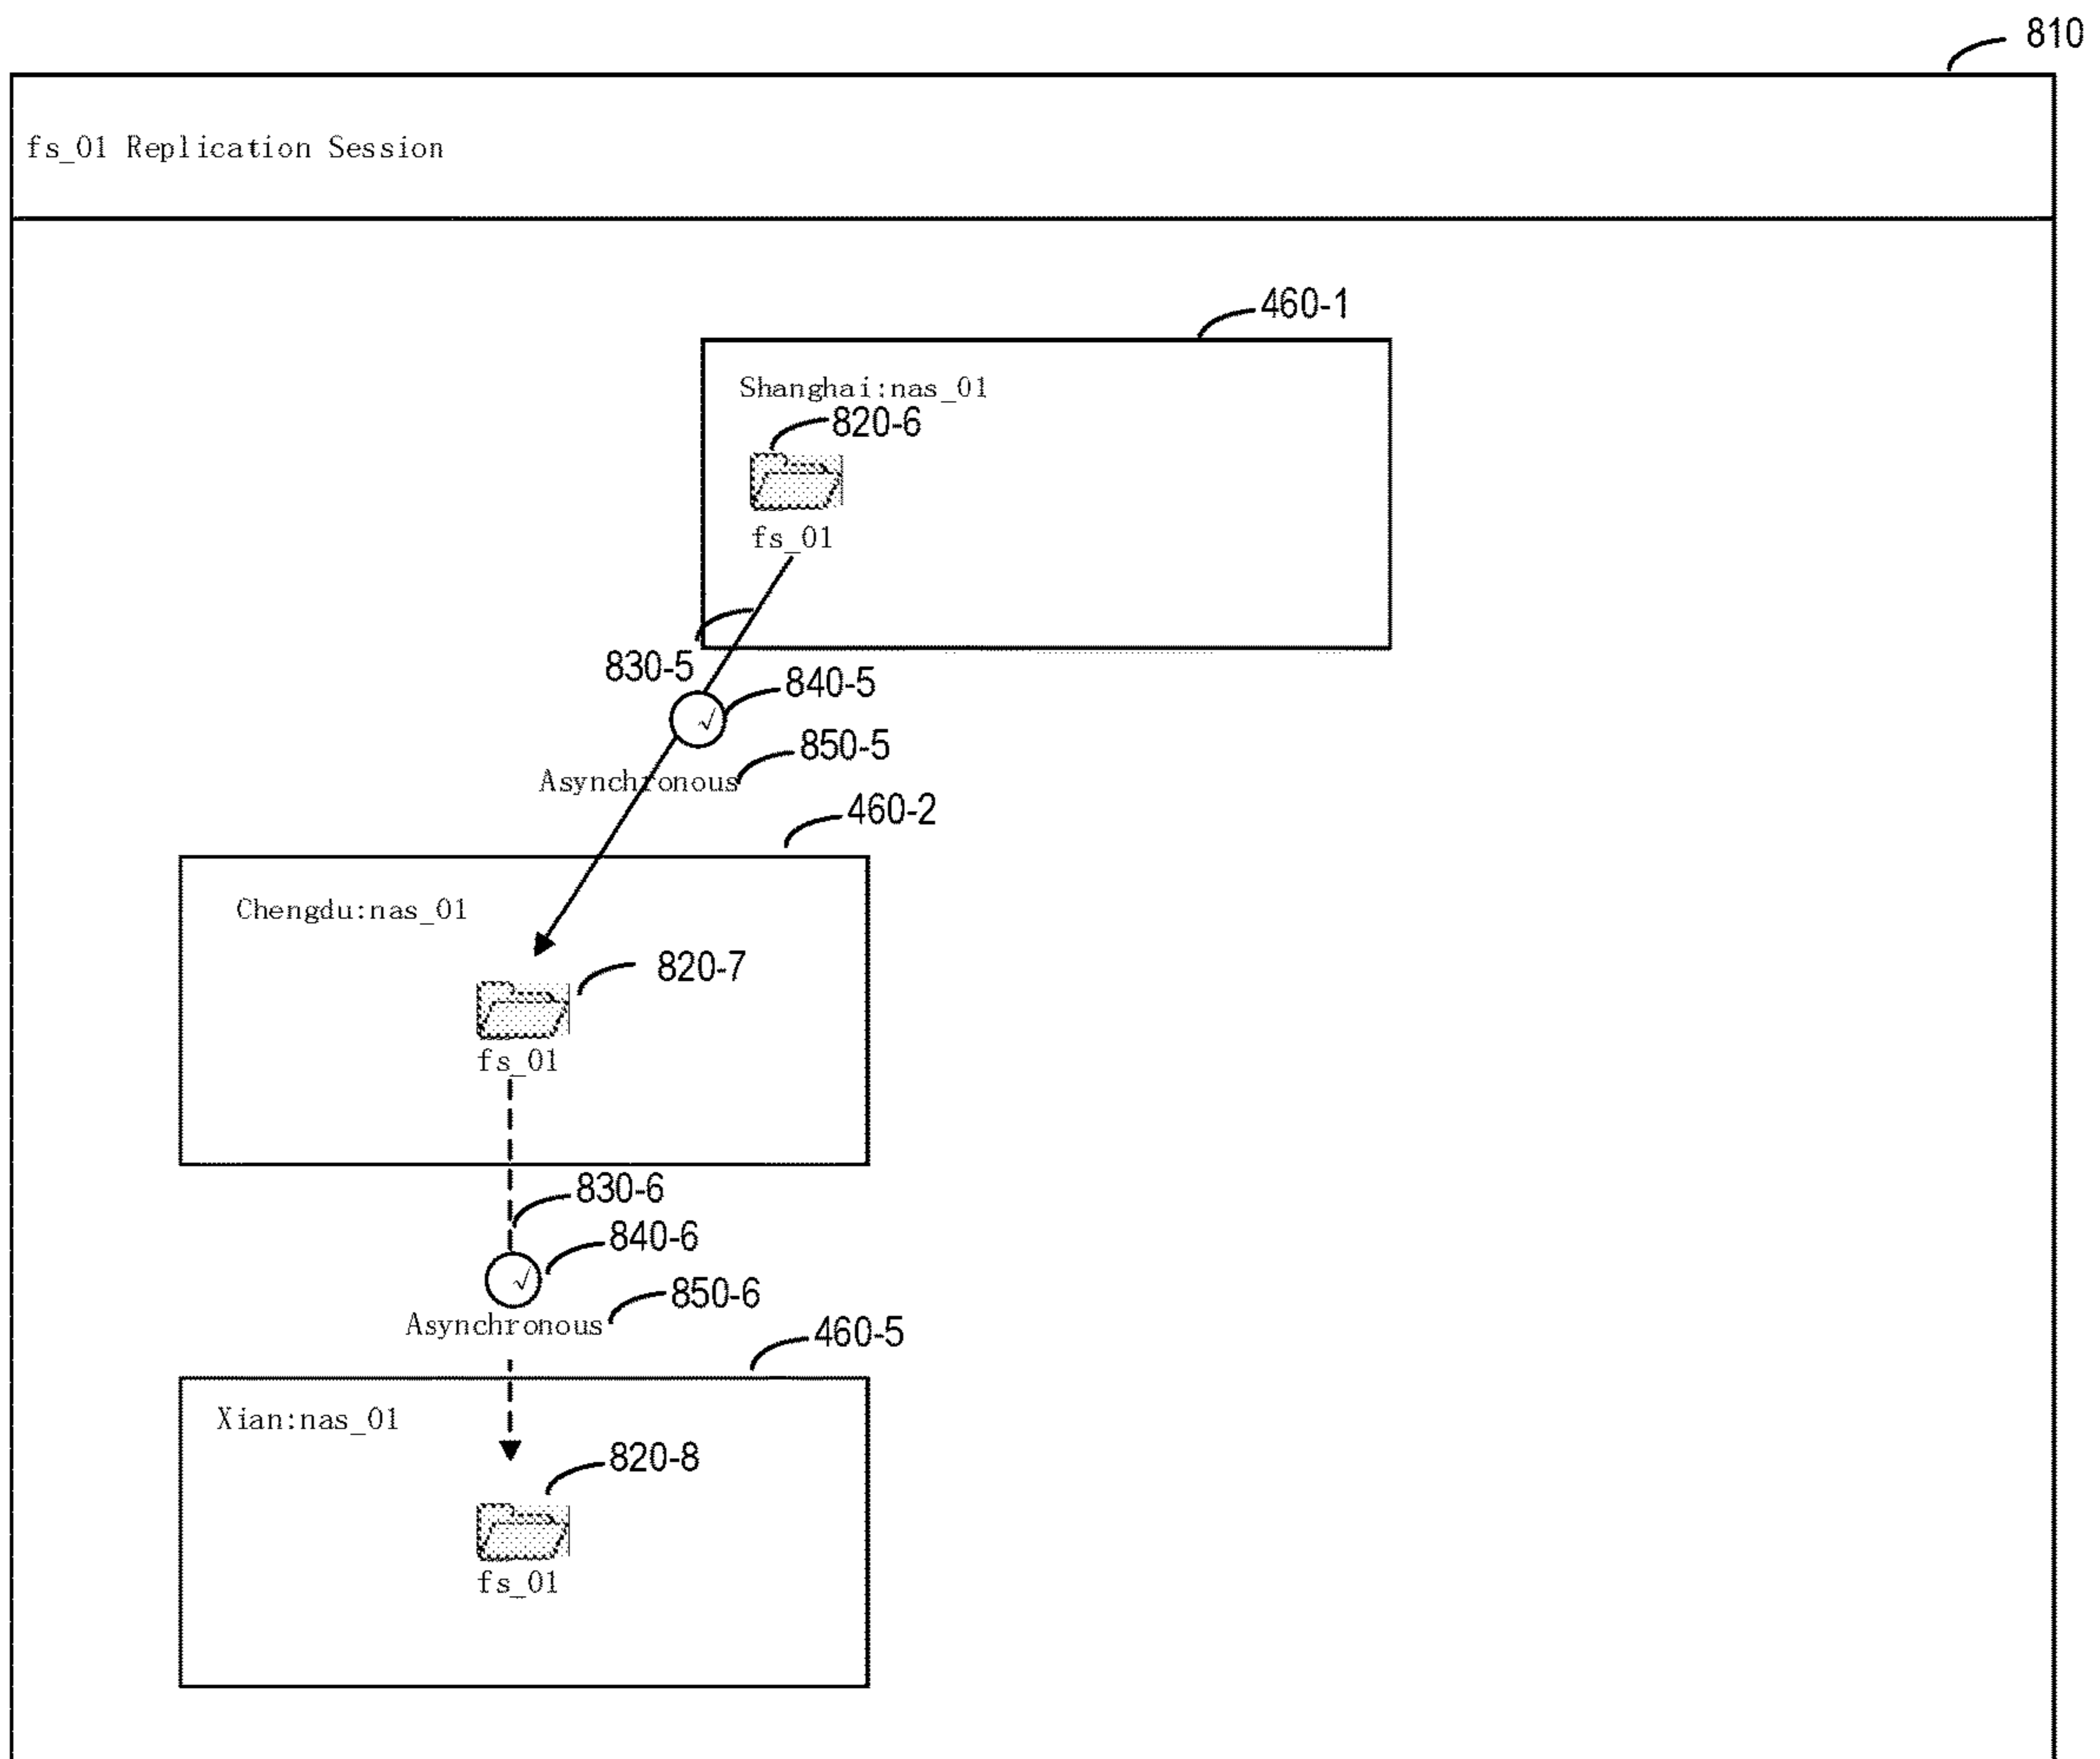 810
fs_01 Replication Session
460-1
Shanghai:nas_01
820-6
fs_01
830-5
840-5
850-5
Asynchronous
460-2
Chengdu:nas_01
820-7
fs_01
830-6
840-6
850-6
Asynchronous
460-5
Xian:nas_01
820-8
fs_01